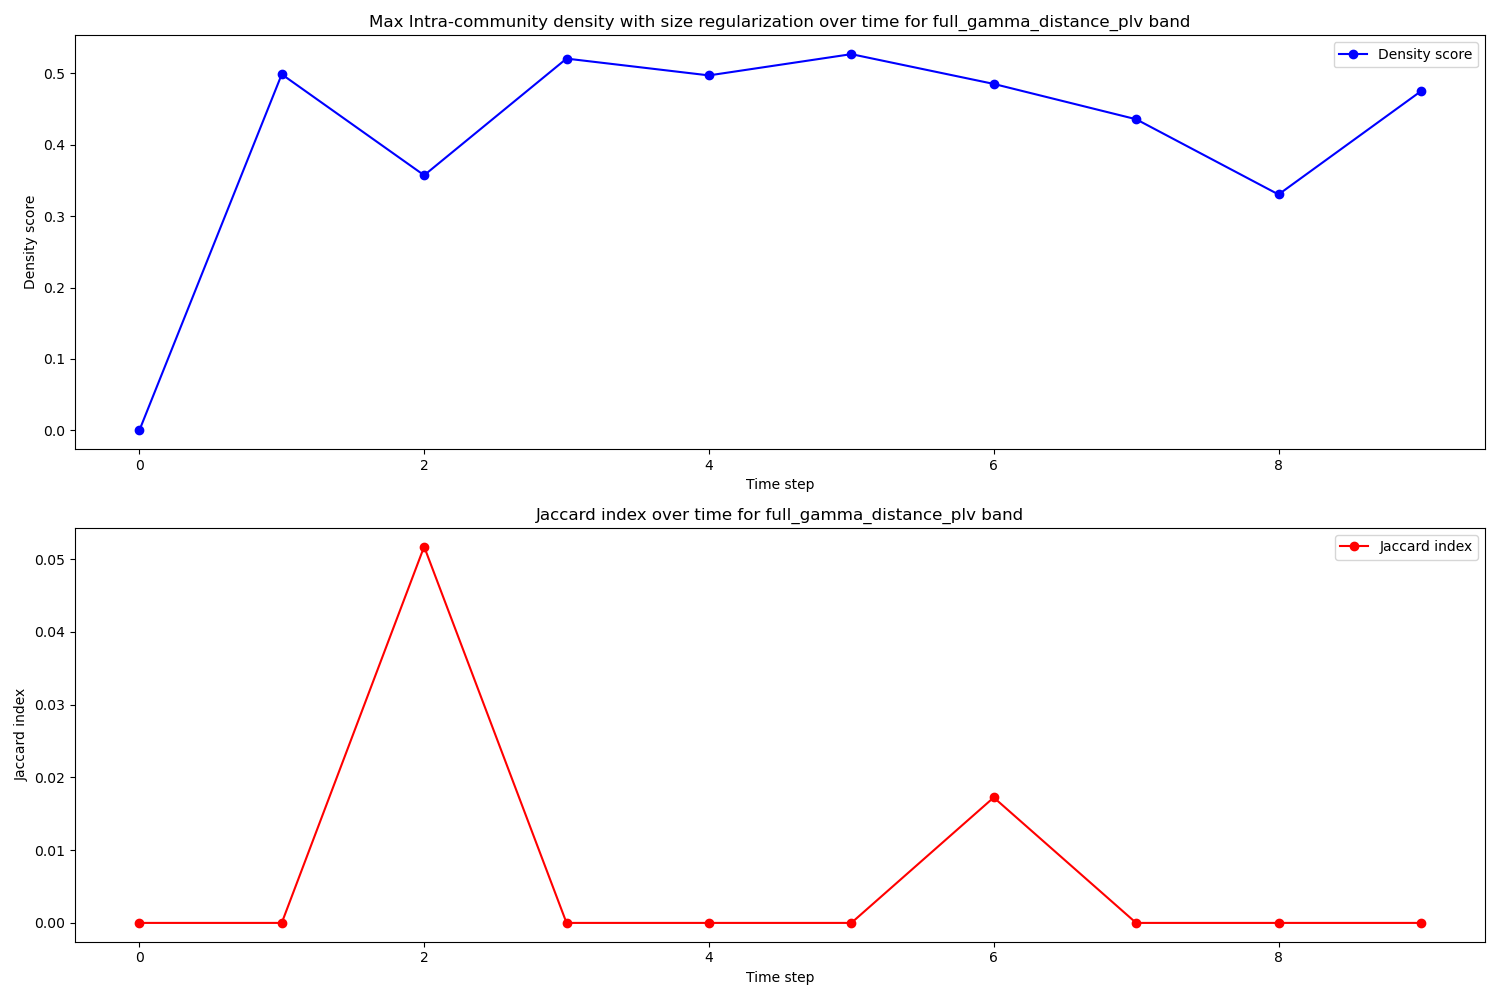 Max Intra-community density with size regularization over time for full_gamma_distance_plv band
Density score
0.5
0.4
0.3
0.2
0.1
0.0
Density score
0 2 4 6 8
Time step
Jaccard index over time for full_gamma_distance_plv band
Jaccard index
0.05
0.04
0.03
0.02
0.01
0.00
Jaccard index
0 2 4 6 8
Time step